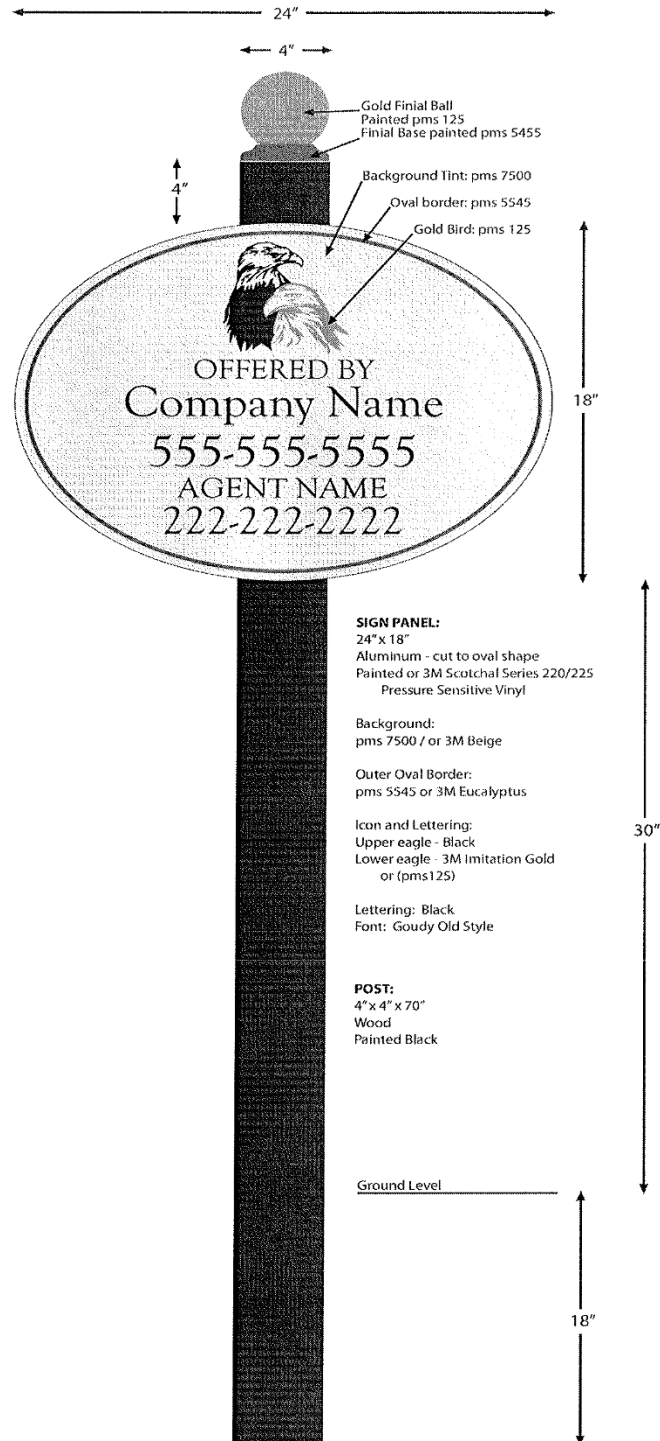 24"
4"
Gold Finial Ball
Painted pms 125
Finial Base painted pms 5455
4"
Background Tint: pms 7500
Oval border: pms 5545
Gold Bird: pms 125
OFFERED BY
Company Name
555-555-5555
AGENT NAME
222-222-2222
18"
SIGN PANEL:
24" x 18"
Aluminum - cut to oval shape
Painted or 3M Scotchal Series 220/225
Pressure Sensitive Vinyl
Background:
pms 7500 / or 3M Beige
Outer Oval Border:
pms 5545 or 3M Eucalyptus
Icon and Lettering:
Upper eagle - Black
Lower eagle - 3M Imitation Gold
or (pms125)
Lettering: Black
Font: Goudy Old Style
30"
POST:
4" x 4" x 70"
Wood
Painted Black
Ground Level
18"